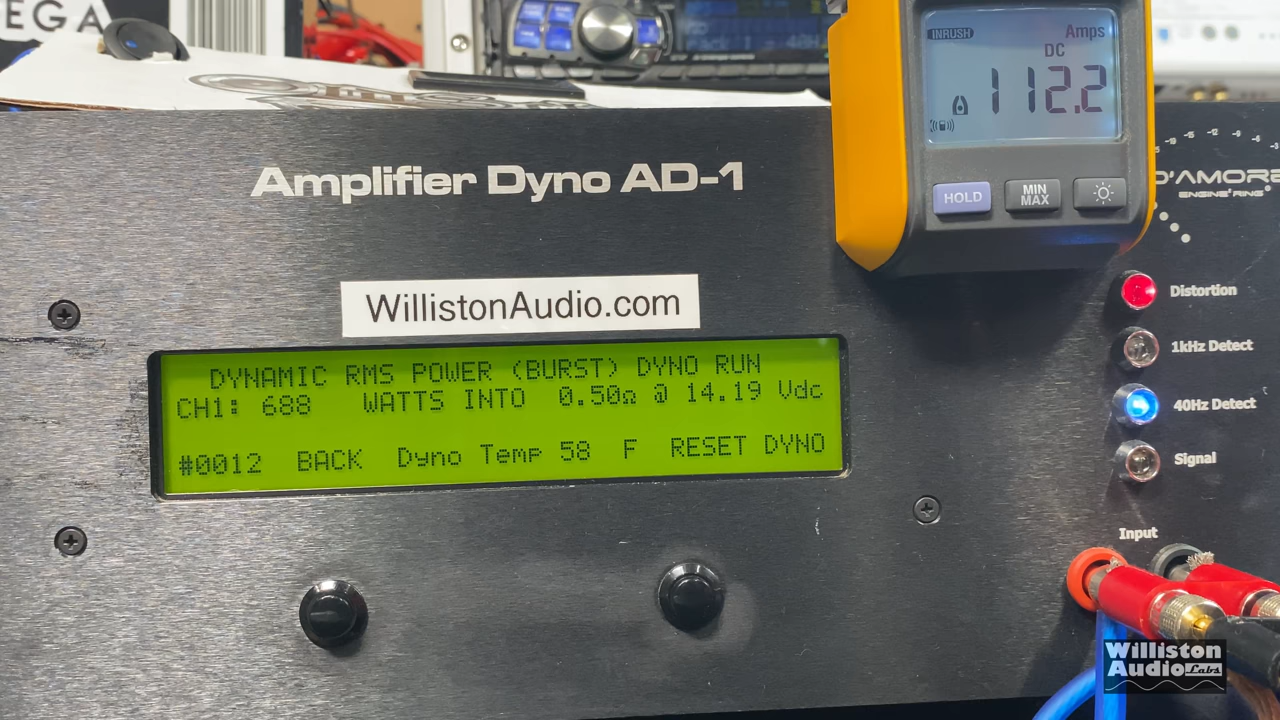 EGA
INRUSH
Amps
DC
112.2
HOLD
MIN
MAX
Amplifier Dyno AD-1
D'AMORE
ENGINEERING
WillistonAudio.com
Distortion
1kHz Detect
40Hz Detect
Signal
Input
DYNAMIC RMS POWER (BURST) DYNO RUN
CH1: 688 WATTS INTO 0.50Ω @ 14.19 Vdc
#0012 BACK Dyno Temp 58 F RESET DYNO
Williston
Audio Labs